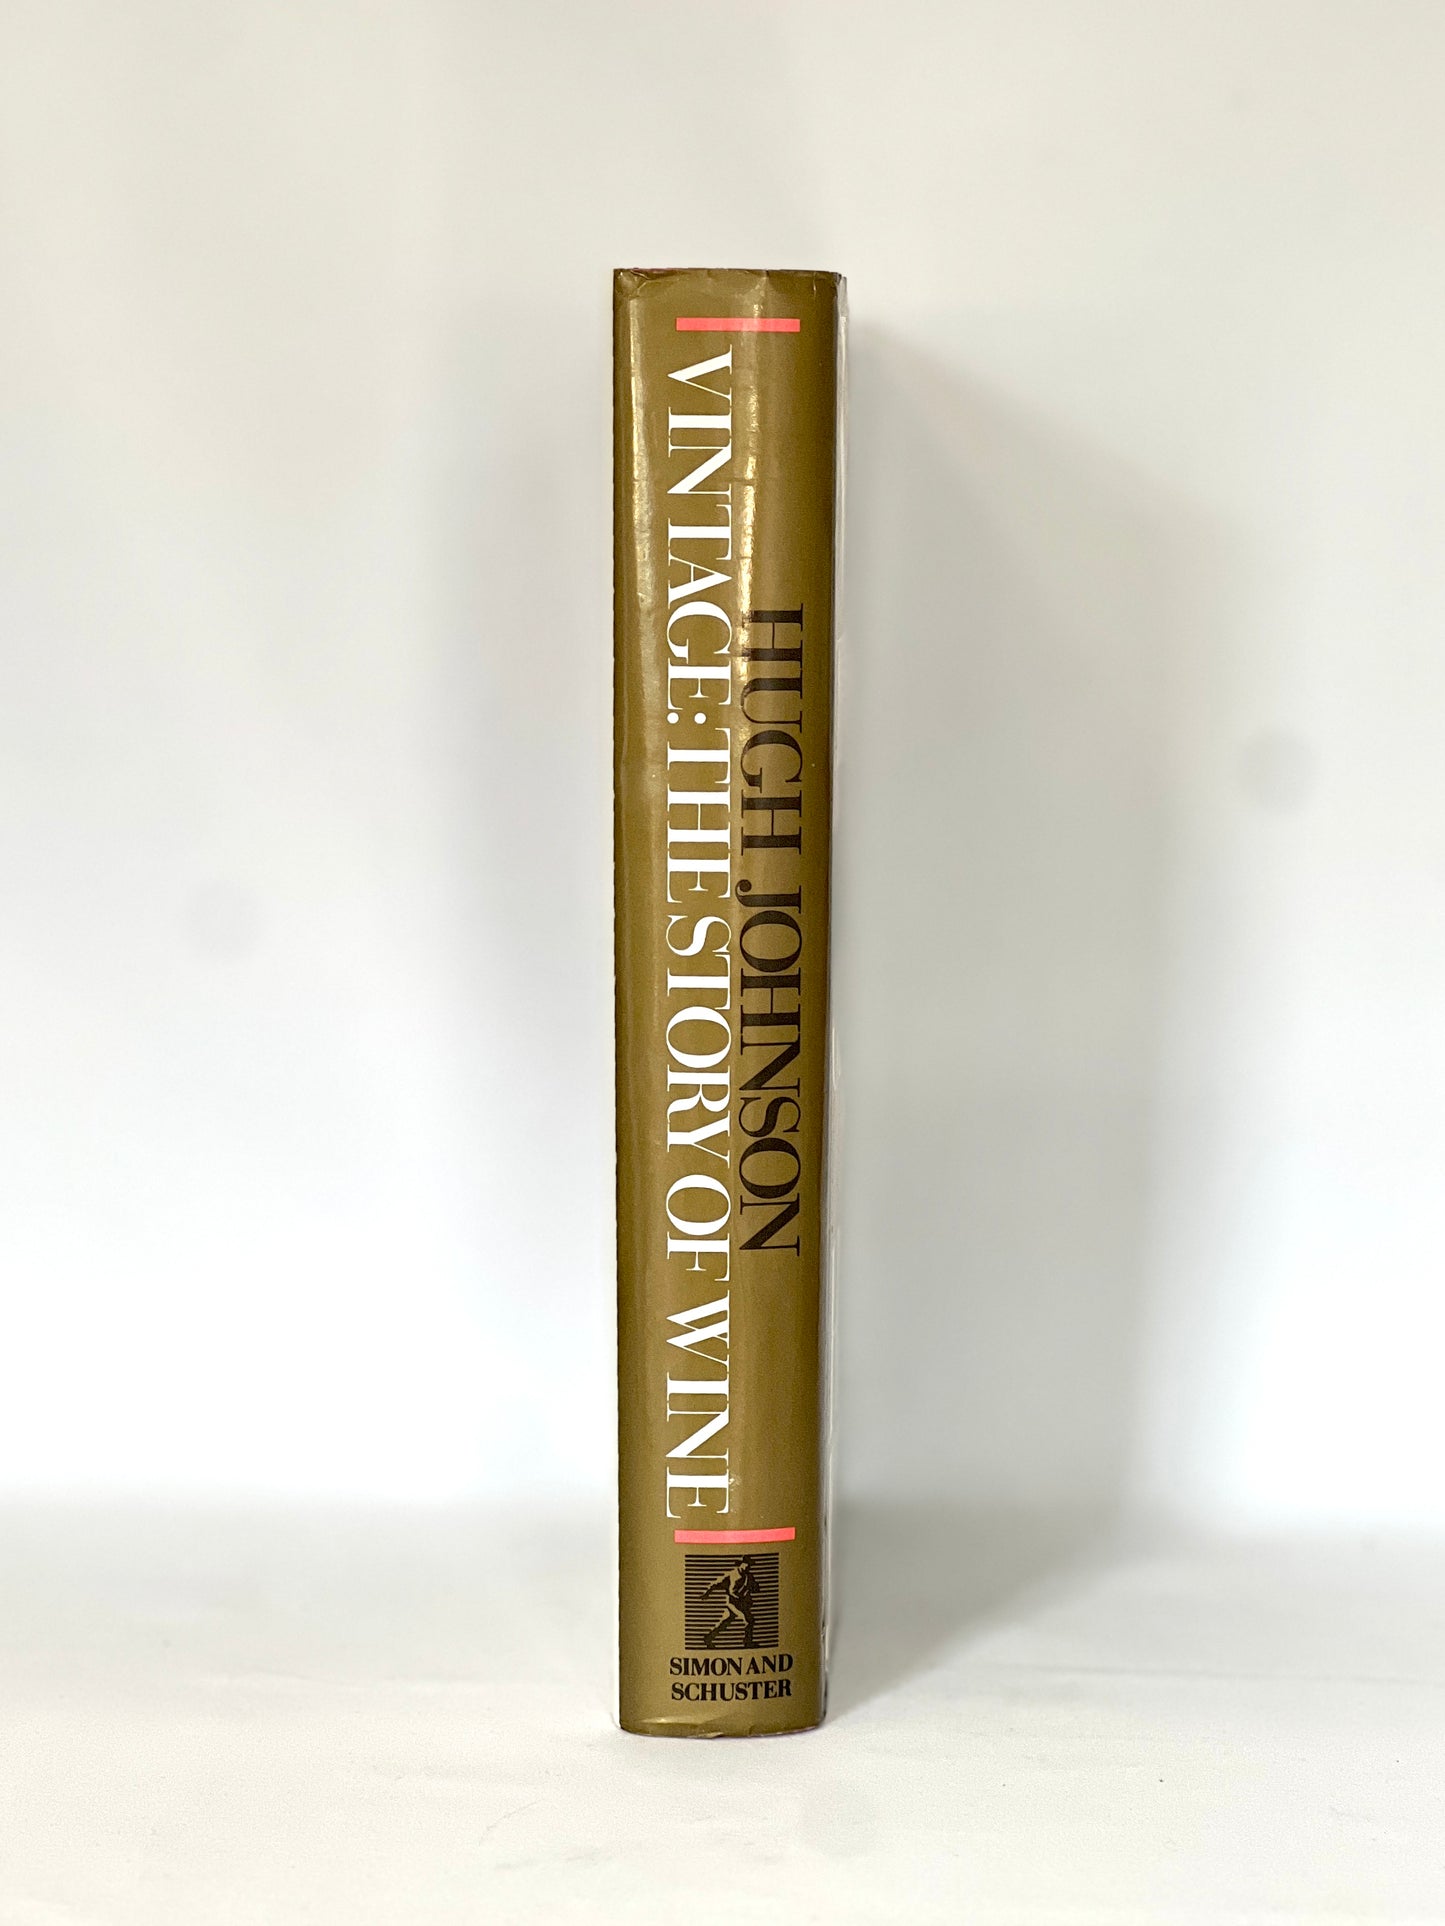 HUGH JOHNSON
VINTAGE: THE STORY OF WINE
SIMON AND
SCHUSTER